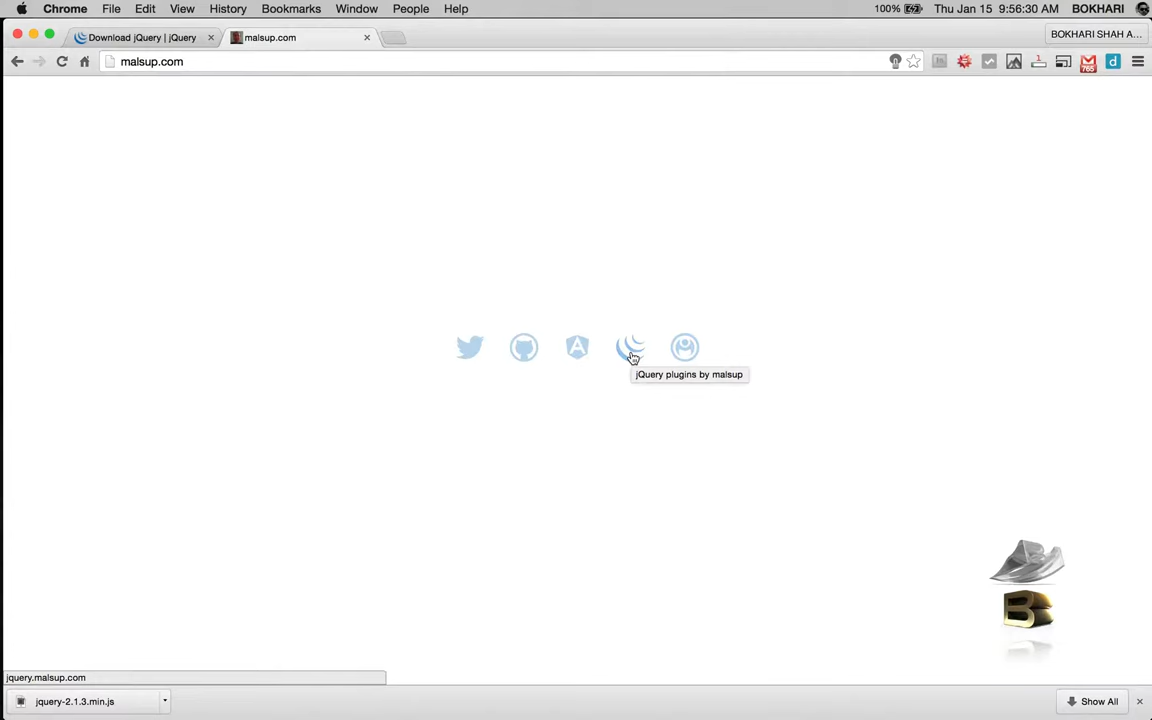 Chrome File Edit View History Bookmarks Window People Help 100% Thu Jan 15 9:56:30 AM BOKHARI
Download jQuery | jQuery malsup.com BOKHARI SHAH A...
malsup.com
jQuery plugins by malsup
B
jquery.malsup.com
jquery-2.1.3.min.js Show All